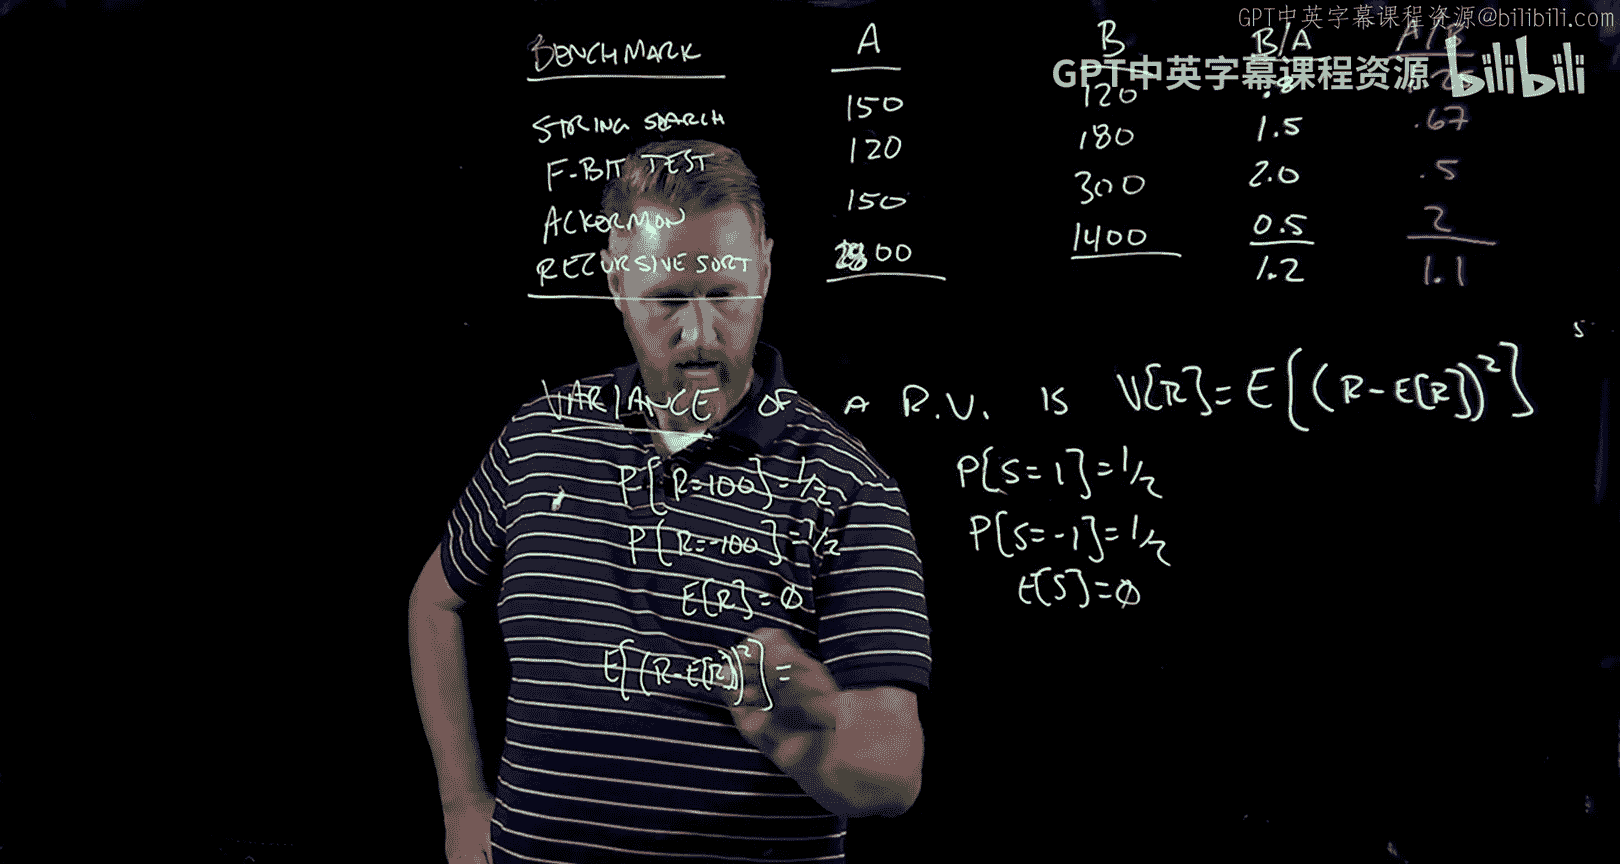 GPT中英字幕课程资源@bilibili.com
GPT中英字幕课程资源 bilibili
BENCHMARK A B B/A A/B
STRING SEARCH 150 120
F-BIT TEST 120 180 1.5 .67
ACKERMON 150 300 2.0 .5
RECURSIVE SORT 00 1400 0.5 2
1.2 1.1
S
VARIANCE OF A R.V. IS V[R]=E[(R-E[R])²]
P[R=100]=1/2 P[S=1]=1/2
P[R=-100]=1/2 P[S=-1]=1/2
E[R]=0 E[S]=0
E[(R-E[R])²]=